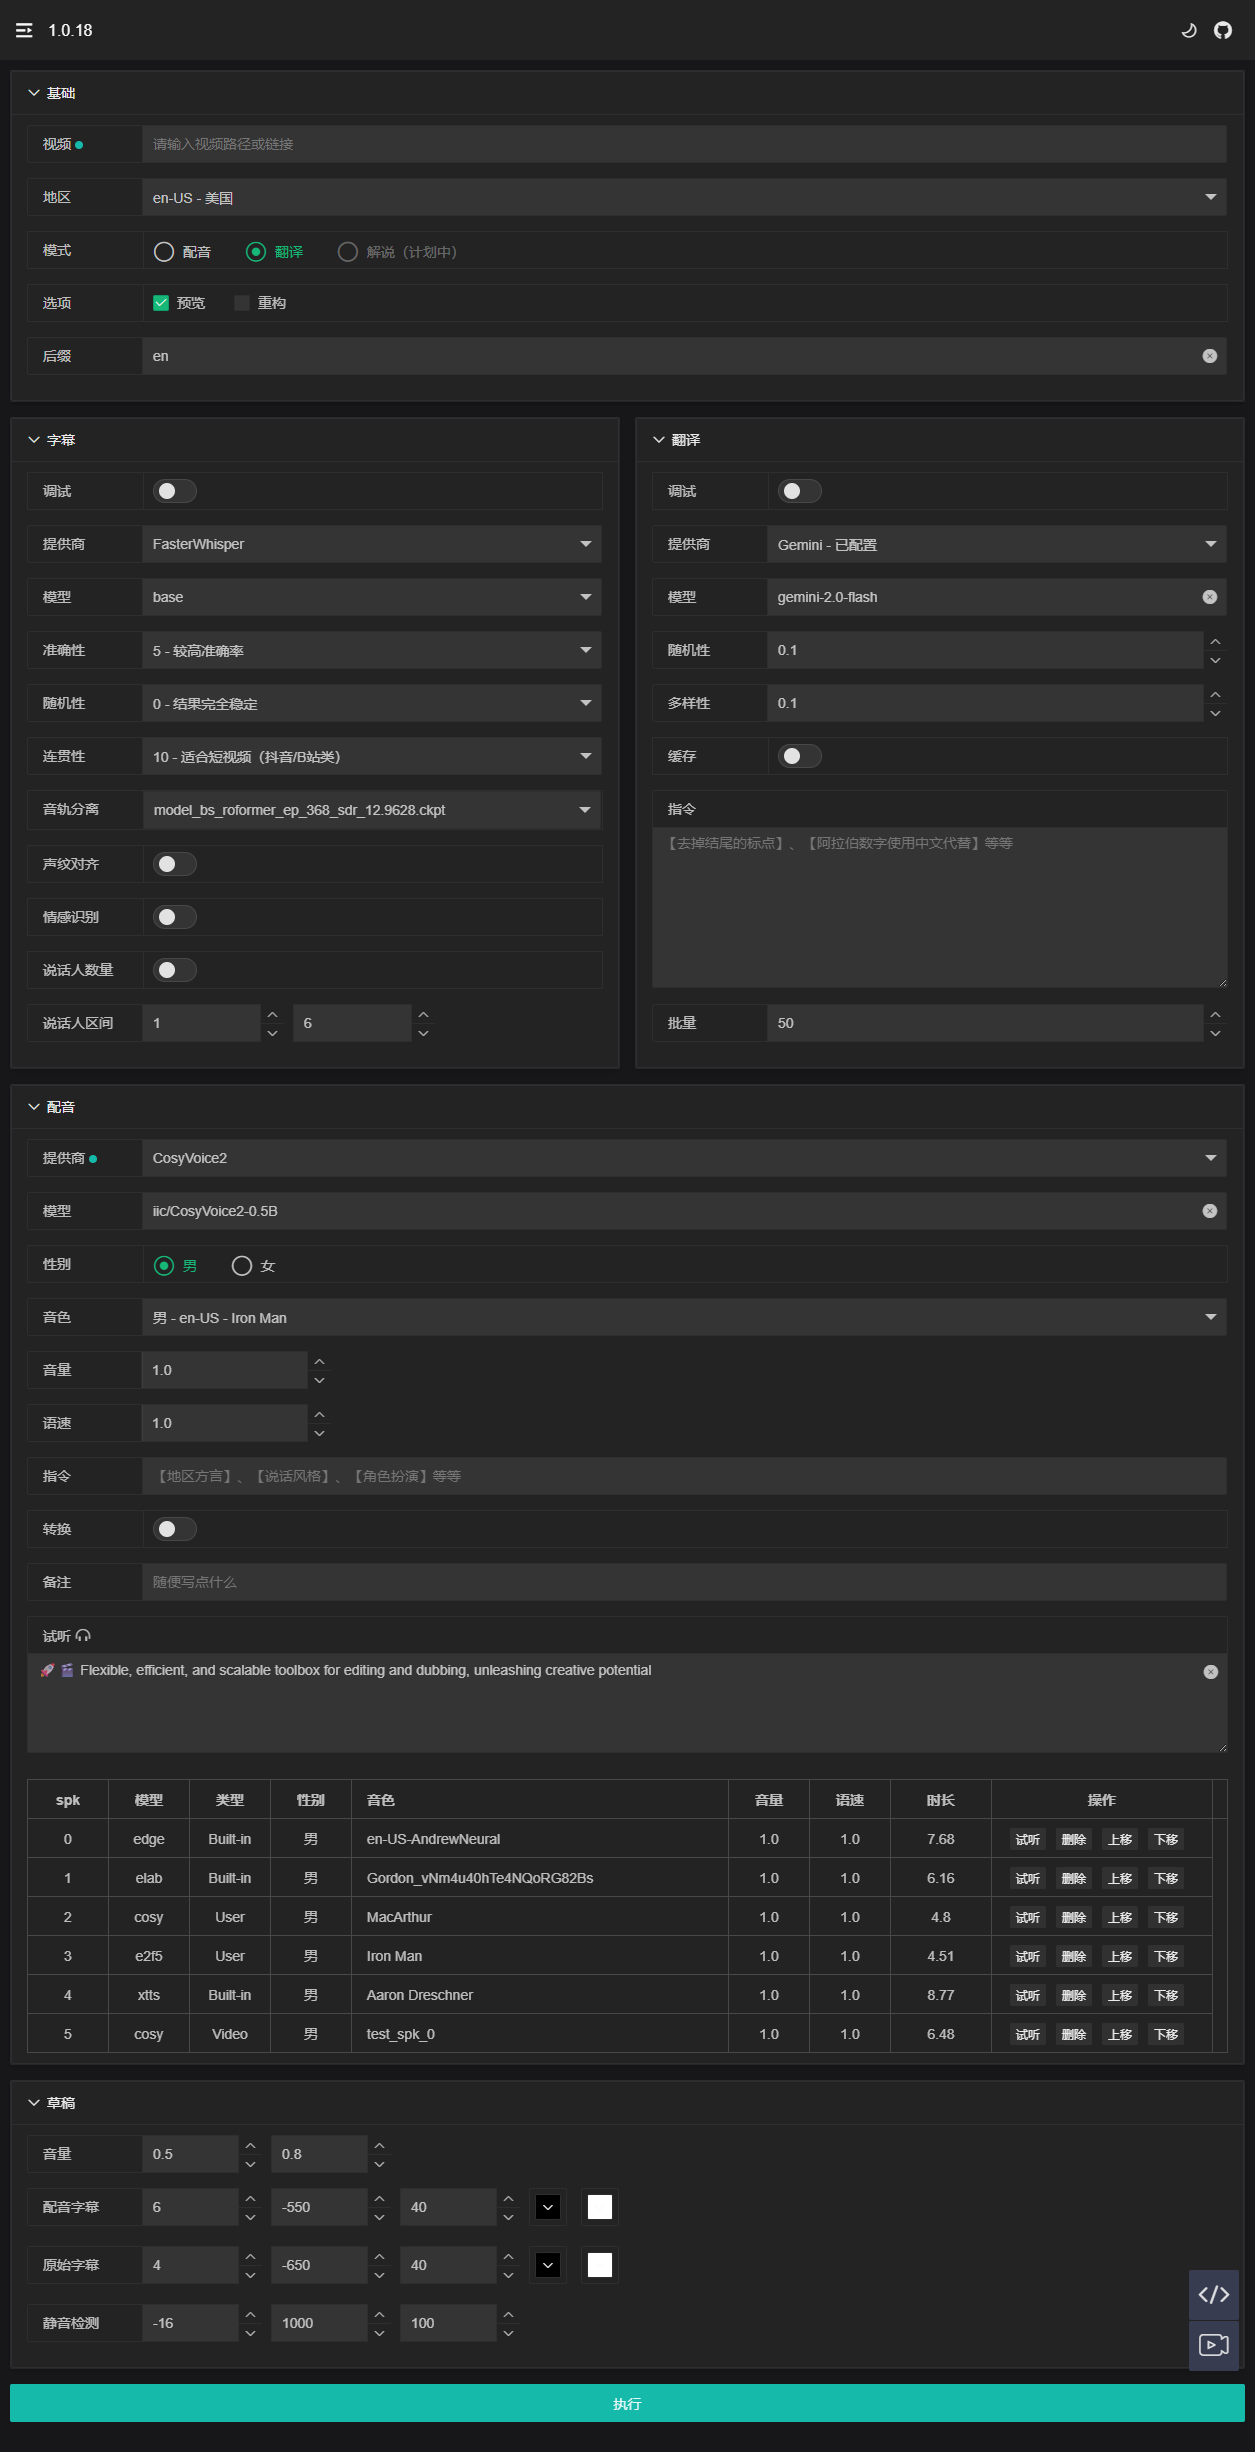 1.0.18
基础
视频
请输入视频路径或链接
地区 en-US - 美国
模式 配音 翻译 解说（计划中）
选项 预览 重构
后缀 en
字幕
调试
提供商 FasterWhisper
模型 base
准确性 5 - 较高准确率
随机性 0 - 结果完全稳定
连贯性 10 - 适合短视频（抖音/B站类）
音轨分离 model_bs_roformer_ep_368_sdr_12.9628.ckpt
声纹对齐
情感识别
说话人数量
说话人区间 1 6
翻译
调试
提供商 Gemini - 已配置
模型 gemini-2.0-flash
随机性 0.1
多样性 0.1
缓存
指令
【去掉结尾的标点】、【阿拉伯数字使用中文代替】等等
批量 50
配音
提供商 CosyVoice2
模型 iic/CosyVoice2-0.5B
性别 男 女
音色 男 - en-US - Iron Man
音量 1.0
语速 1.0
指令 【地区方言】、【说话风格】、【角色扮演】等等
转换
备注 随便写点什么
试听
🚀 🎬 Flexible, efficient, and scalable toolbox for editing and dubbing, unleashing creative potential
spk 模型 类型 性别 音色 音量 语速 时长 操作
0 edge Built-in 男 en-US-AndrewNeural 1.0 1.0 7.68 试听 删除 上移 下移
1 elab Built-in 男 Gordon_vNm4u40hTe4NQoRG82Bs 1.0 1.0 6.16 试听 删除 上移 下移
2 cosy User 男 MacArthur 1.0 1.0 4.8 试听 删除 上移 下移
3 e2f5 User 男 Iron Man 1.0 1.0 4.51 试听 删除 上移 下移
4 xtts Built-in 男 Aaron Dreschner 1.0 1.0 8.77 试听 删除 上移 下移
5 cosy Video 男 test_spk_0 1.0 1.0 6.48 试听 删除 上移 下移
草稿
音量 0.5 0.8
配音字幕 6 -550 40
原始字幕 4 -650 40
静音检测 -16 1000 100
执行